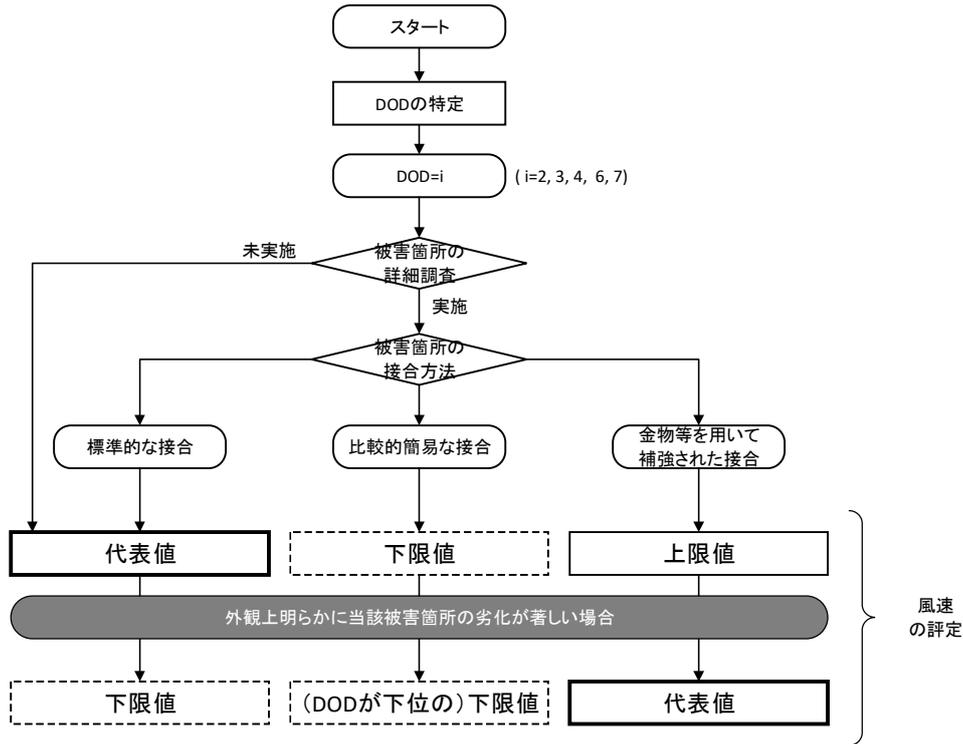 スタート
DODの特定
DOD=i
( i=2, 3, 4, 6, 7)
未実施
被害箇所の
詳細調査
実施
被害箇所の
接合方法
標準的な接合
比較的簡易な接合
金物等を用いて
補強された接合
代表値
下限値
上限値
外観上明らかに当該被害箇所の劣化が著しい場合
風速
の評定
下限値
（DODが下位の）下限値
代表値